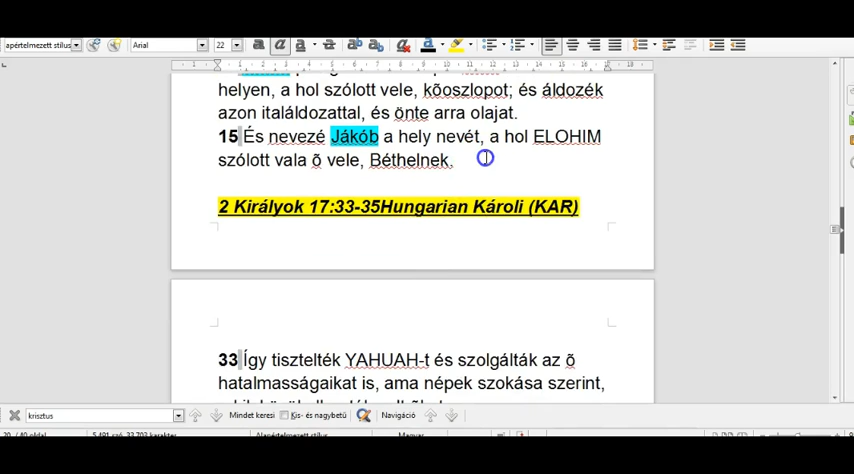 apértelmezett stílus Arial 22
helyen, a hol szólott vele, kõoszlopot; és áldozék
azon italáldozattal, és önte arra olajat.
15 És nevezé Jákób a hely nevét, a hol ELOHIM
szólott vala õ vele, Béthelnek.
2 Királyok 17:33-35Hungarian Károli (KAR)
33 Így tisztelték YAHUAH-t és szolgálták az õ
hatalmasságaikat is, ama népek szokása szerint,
krisztus Mindet keresi Kis- és nagybetű Navigáció